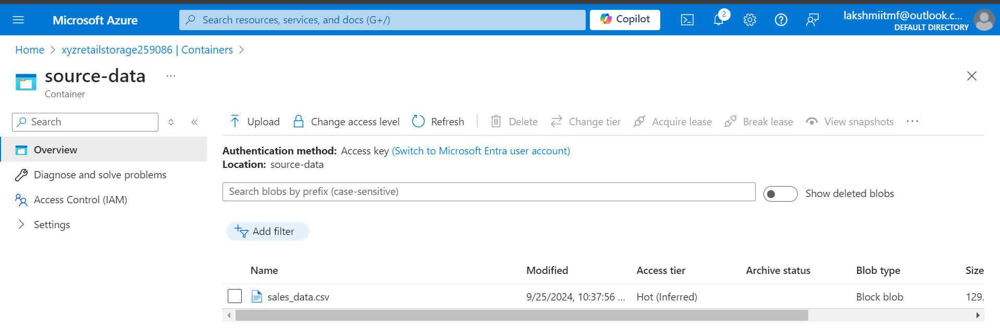 Microsoft Azure
Search resources, services, and docs (G+/)
Copilot
2
lakshmiitmf@outlook.c...
DEFAULT DIRECTORY
Home > xyzretailstorage259086 | Containers >
source-data ...
Container
Search
Overview
Diagnose and solve problems
Access Control (IAM)
Settings
Upload Change access level Refresh Delete Change tier Acquire lease Break lease View snapshots ...
Authentication method: Access key (Switch to Microsoft Entra user account)
Location: source-data
Search blobs by prefix (case-sensitive)
Show deleted blobs
Add filter
Name Modified Access tier Archive status Blob type Size
sales_data.csv 9/25/2024, 10:37:56 ... Hot (Inferred) Block blob 129.